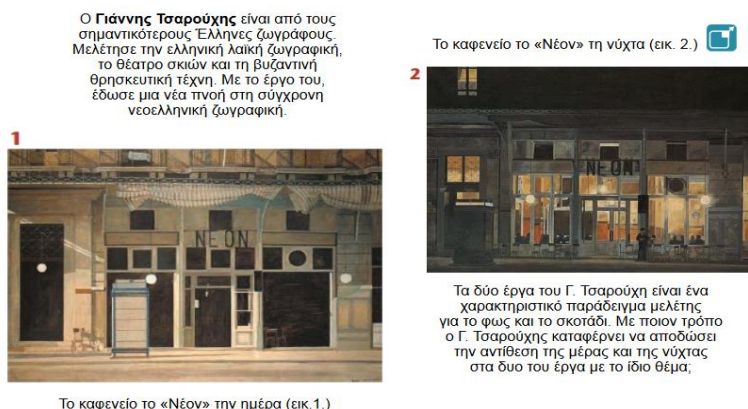 Ο Γιάννης Τσαρούχης είναι από τους
σημαντικότερους Έλληνες ζωγράφους.
Μελέτησε την ελληνική λαϊκή ζωγραφική,
το θέατρο σκιών και τη βυζαντινή
θρησκευτική τέχνη. Με το έργο του,
έδωσε μια νέα πνοή στη σύγχρονη
νεοελληνική ζωγραφική.
1
ΝΕΟΝ
Το καφενείο το «Νέον» την ημέρα (εικ.1.)
Το καφενείο το «Νέον» τη νύχτα (εικ. 2.)
2
ΝΕΟΝ
Τα δύο έργα του Γ. Τσαρούχη είναι ένα
χαρακτηριστικό παράδειγμα μελέτης
για το φως και το σκοτάδι. Με ποιον τρόπο
ο Γ. Τσαρούχης καταφέρνει να αποδώσει
την αντίθεση της μέρας και της νύχτας
στα δυο του έργα με το ίδιο θέμα;